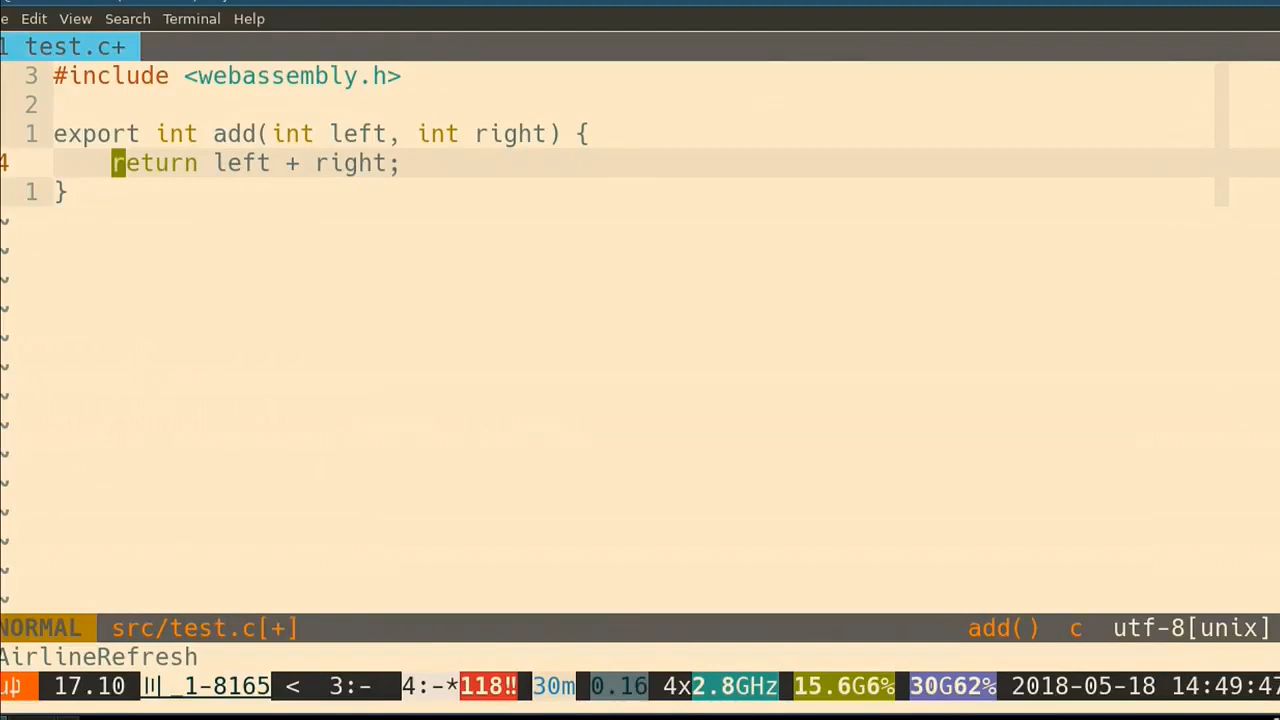 Edit View Search Terminal Help
1 test.c+
3 #include <webassembly.h>
2
1 export int add(int left, int right) {
4 return left + right;
1 }
~
~
~
~
~
~
~
~
~
~
~
~
~
~
NORMAL src/test.c[+] add() c utf-8[unix]
AirlineRefresh
17.10 _1-8165 < 3:- 4:-*118!! 30m 0.16 4x2.8GHz 15.6G6% 30G62% 2018-05-18 14:49:47